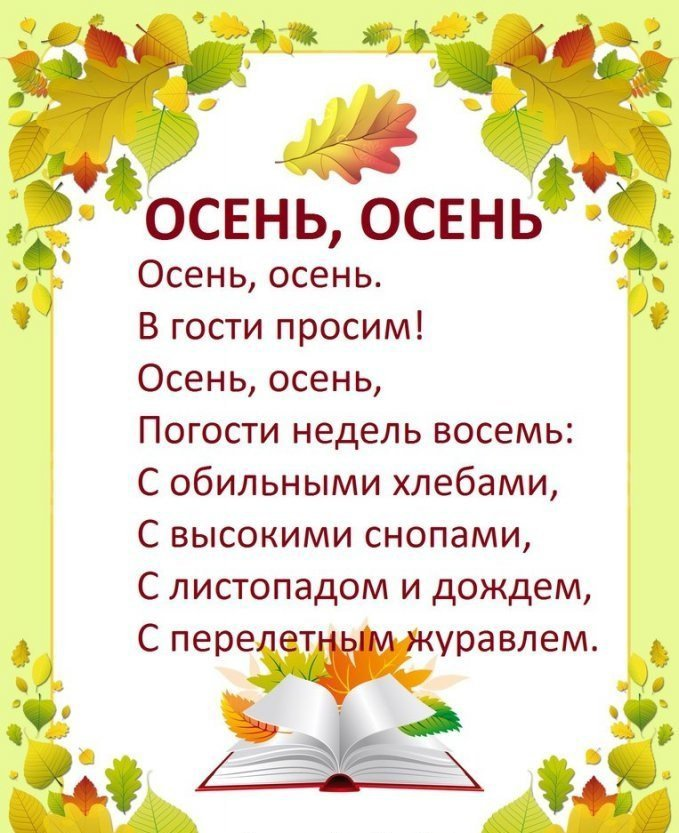 ОСЕНЬ, ОСЕНЬ
Осень, осень.
В гости просим!
Осень, осень,
Погости недель восемь:
С обильными хлебами,
С высокими снопами,
С листопадом и дождем,
С перелетным журавлем.